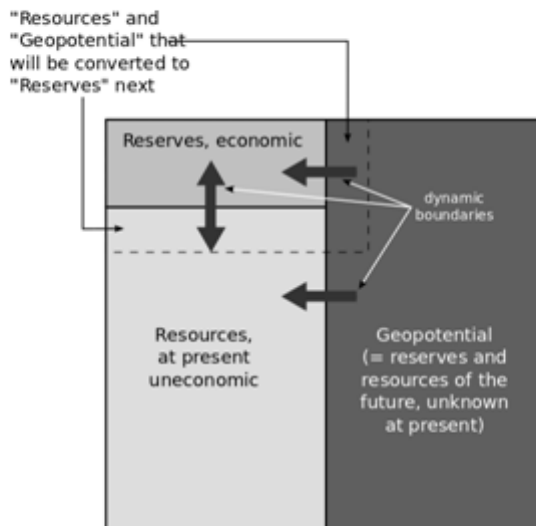 "Resources" and
"Geopotential" that
will be converted to
"Reserves" next
Reserves, economic
dynamic
boundaries
Resources,
at present
uneconomic
Geopotential
(= reserves and
resources of the
future, unknown
at present)